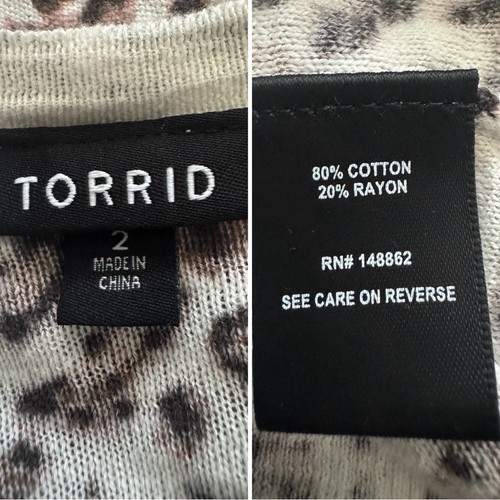 TORRID
2
MADE IN
CHINA
80% COTTON
20% RAYON
RN# 148862
SEE CARE ON REVERSE